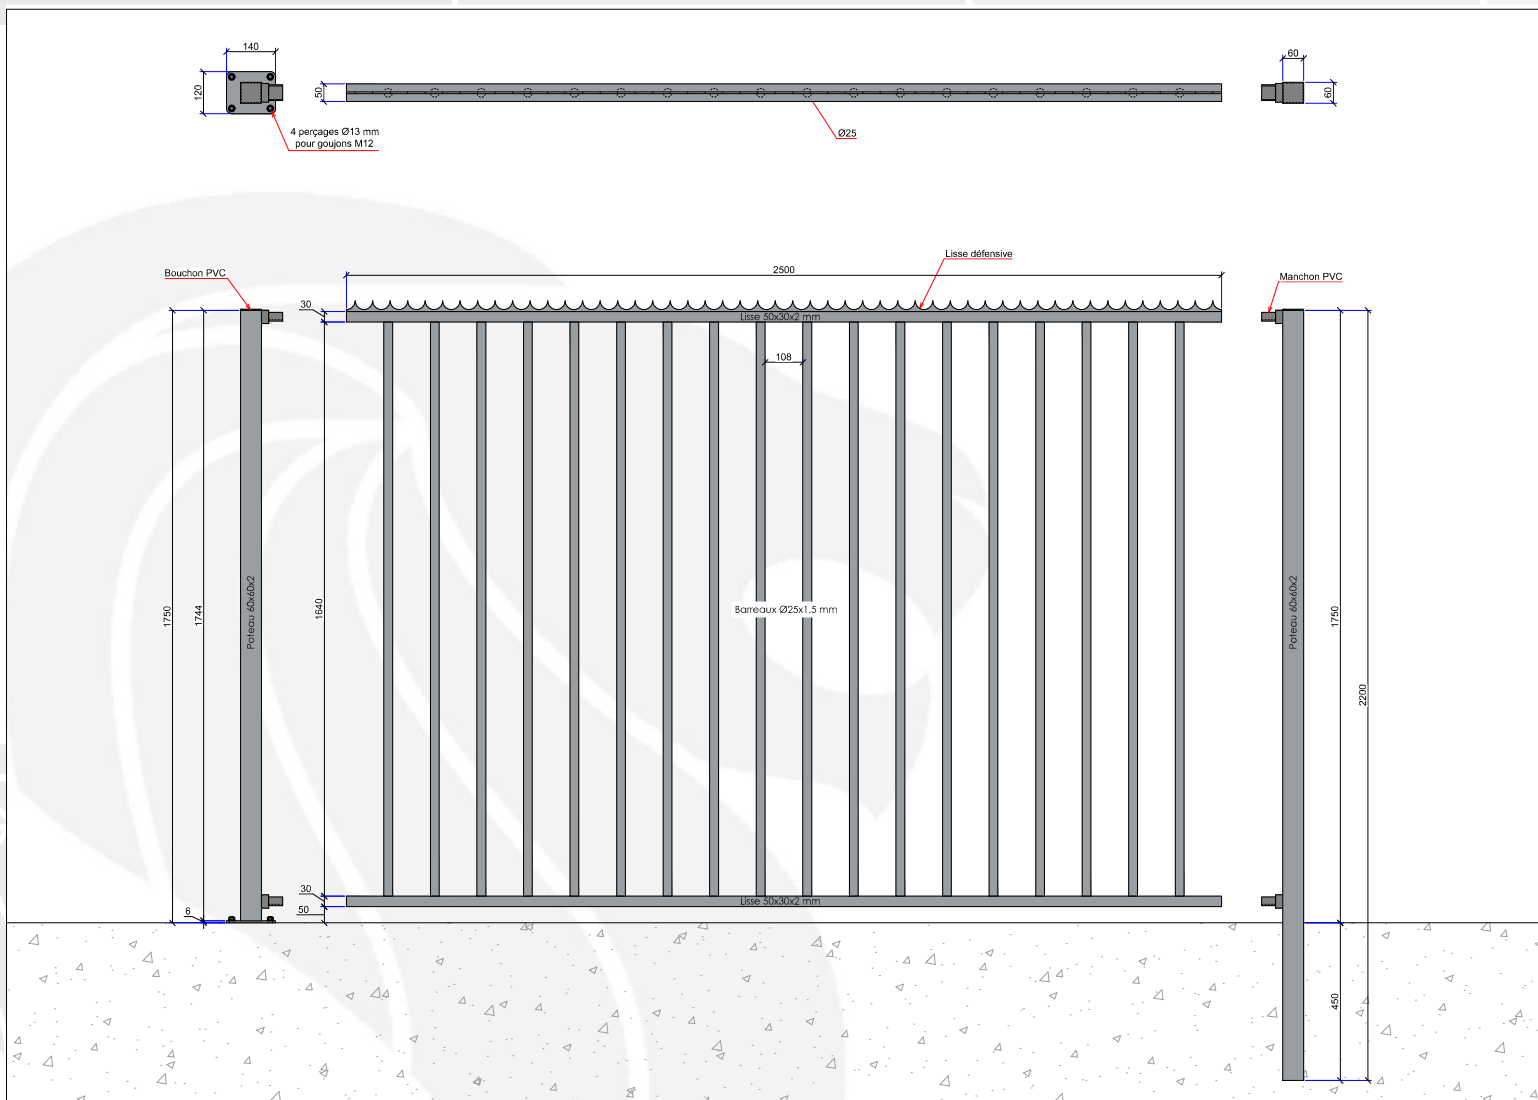 140
60
120
50
60
4 perçages Ø13 mm
pour goujons M12
Ø25
Lisse défensive
Bouchon PVC
2500
Manchon PVC
30
Lisse 50x30x2 mm
108
1750
1744
Poteau 60x60x2
1640
Barreaux Ø25x1.5 mm
Poteau 60x60x2
1750
2200
30
Lisse 50x30x2 mm
50
6
450